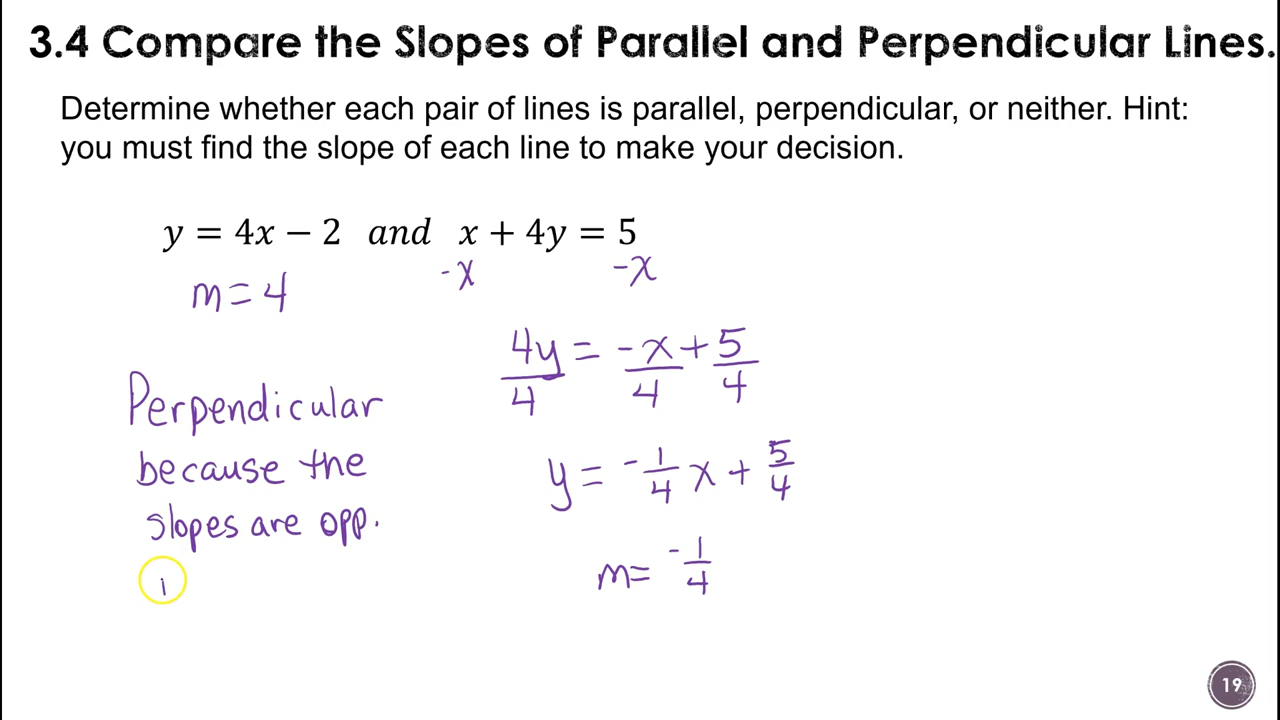 3.4 Compare the Slopes of Parallel and Perpendicular Lines.
Determine whether each pair of lines is parallel, perpendicular, or neither. Hint:
you must find the slope of each line to make your decision.
y = 4x − 2 and x + 4y = 5
-x -x
m = 4
4y/4 = -x/4 + 5/4
Perpendicular
because the
slopes are opp.
y = -1/4 x + 5/4
m = -1/4
19